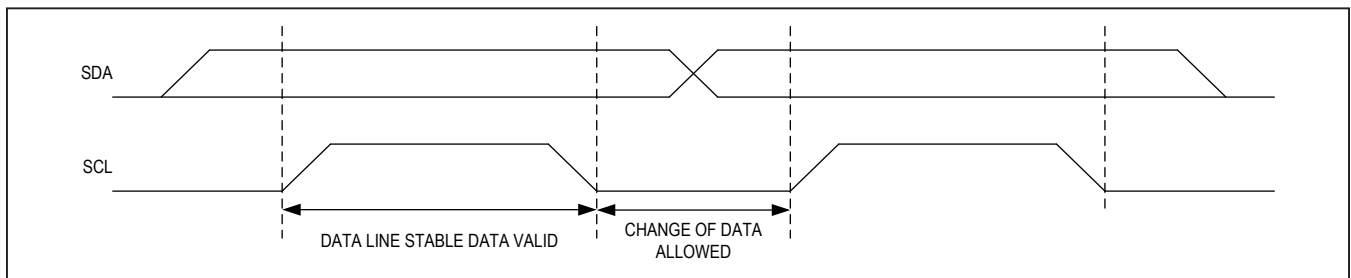 SDA
SCL
DATA LINE STABLE DATA VALID
CHANGE OF DATA
ALLOWED